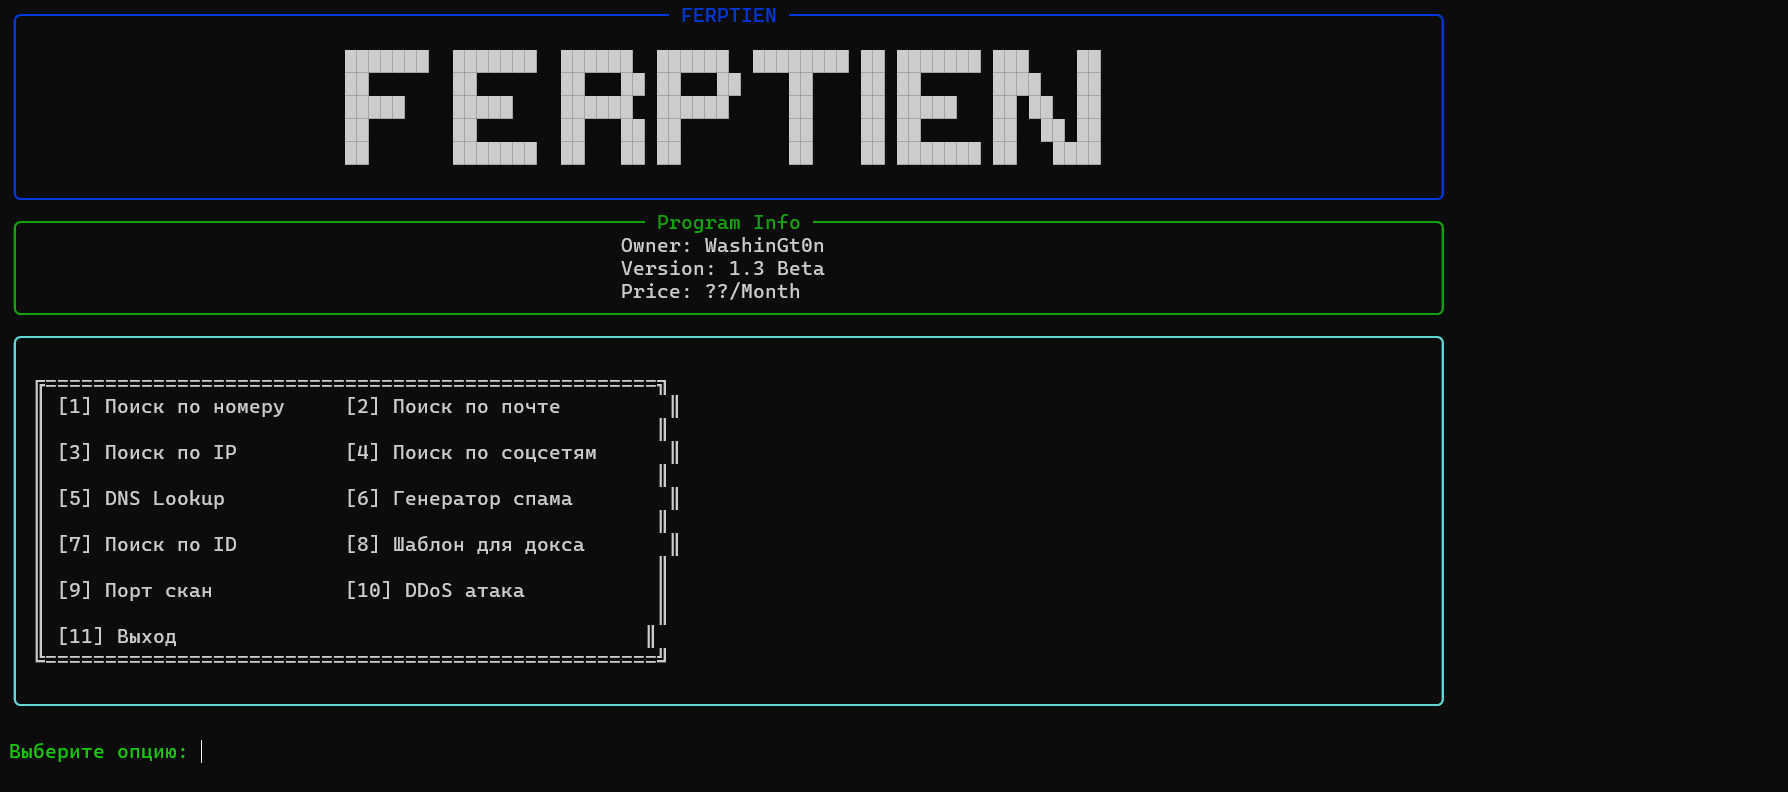 FERPTIEN
FERPTIEN
Program Info
Owner: WashinGt0n
Version: 1.3 Beta
Price: ??/Month
[1] Поиск по номеру [2] Поиск по почте
[3] Поиск по IP [4] Поиск по соцсетям
[5] DNS Lookup [6] Генератор спама
[7] Поиск по ID [8] Шаблон для докса
[9] Порт скан [10] DDoS атака
[11] Выход
Выберите опцию: